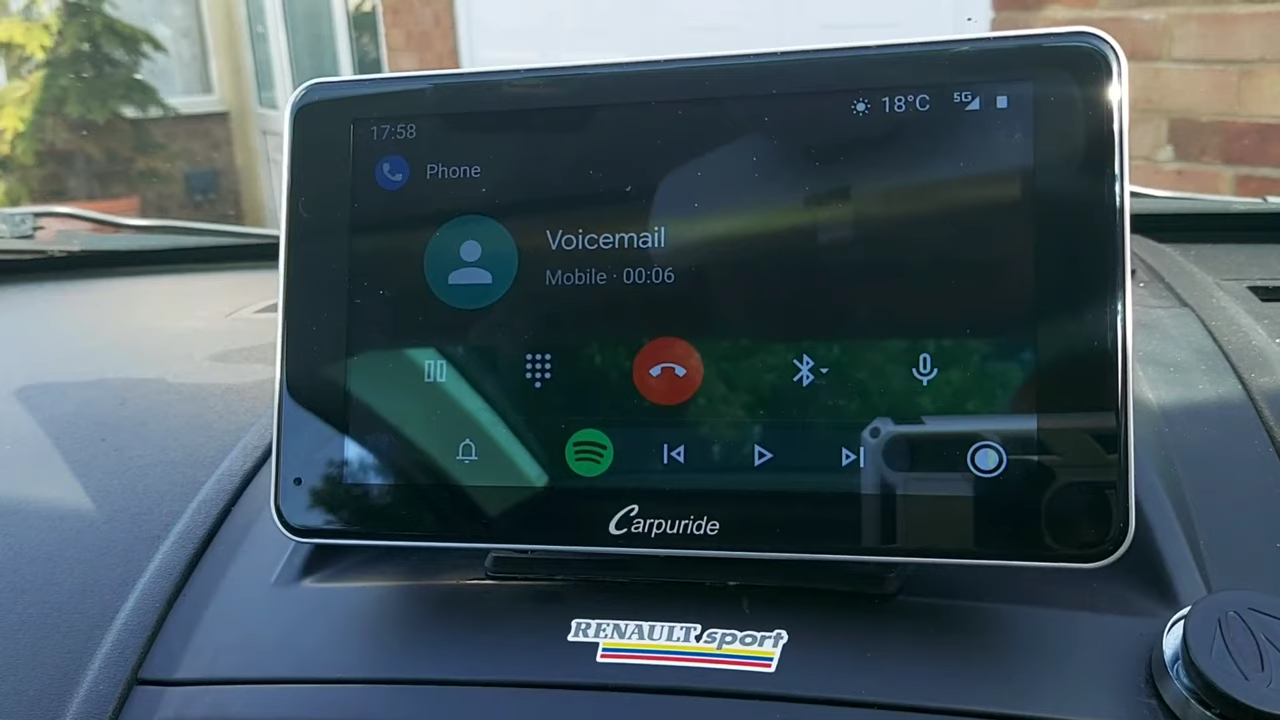 17:58
18°C 5G
Phone
Voicemail
Mobile · 00:06
Carpuride
RENAULT sport